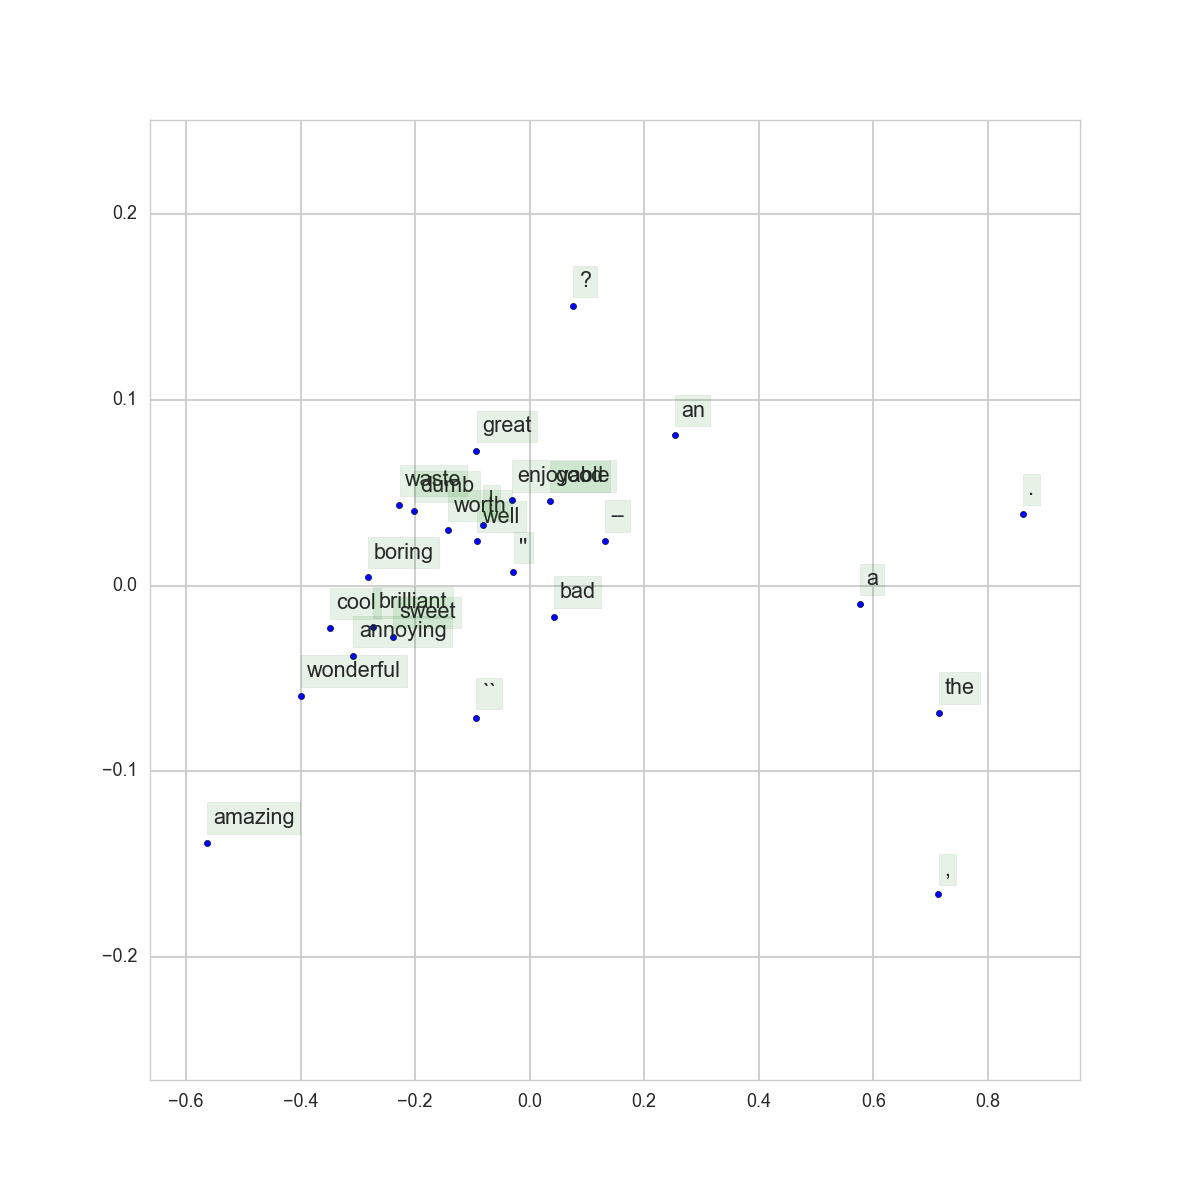 0.2
?
0.1
an
great
waste
dumb
enjoyable
good
!
worth
well
.
--
"
boring
0.0
a
bad
cool
brilliant
sweet
annoying
wonderful
``
the
−0.1
amazing
,
−0.2
−0.6 −0.4 −0.2 0.0 0.2 0.4 0.6 0.8